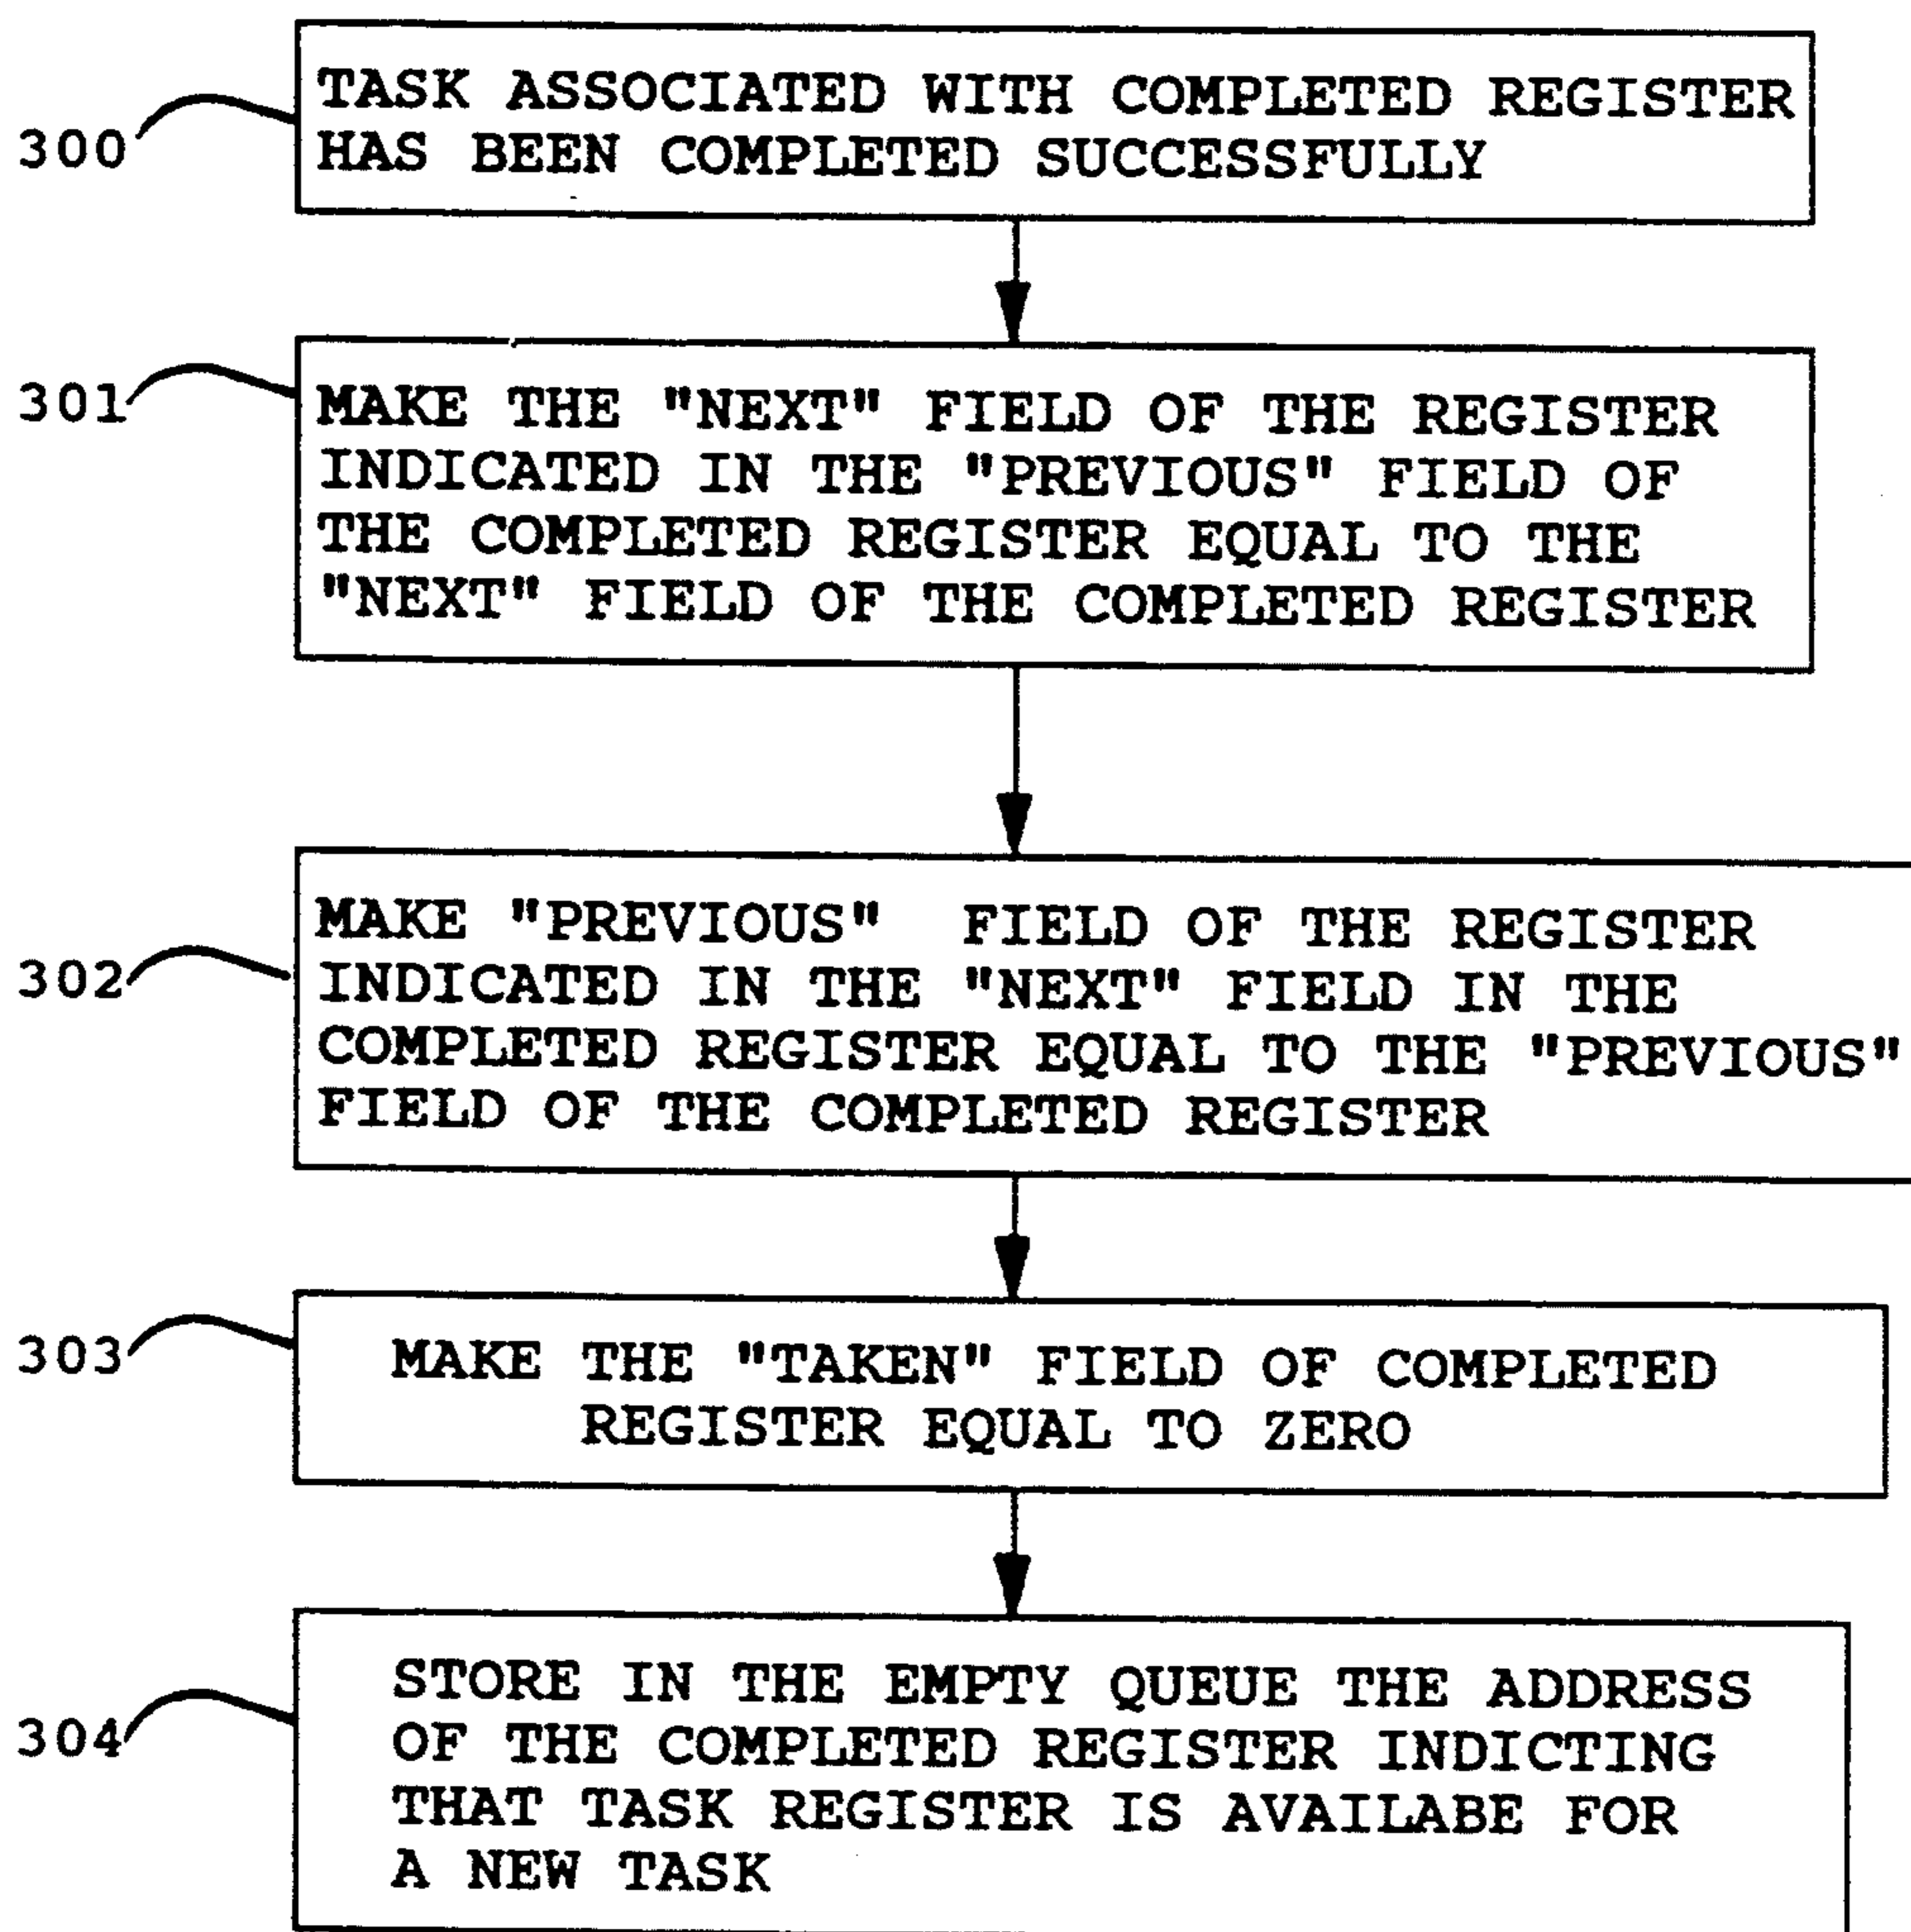 TASK ASSOCIATED WITH COMPLETED REGISTER
300 HAS BEEN COMPLETED SUCCESSFULLY
301 MAKE THE "NEXT" FIELD OF THE REGISTER
INDICATED IN THE "PREVIOUS" FIELD OF
THE COMPLETED REGISTER EQUAL TO THE
"NEXT" FIELD OF THE COMPLETED REGISTER
MAKE "PREVIOUS" FIELD OF THE REGISTER
302 INDICATED IN THE "NEXT" FIELD IN THE
COMPLETED REGISTER EQUAL TO THE "PREVIOUS"
FIELD OF THE COMPLETED REGISTER
303 MAKE THE "TAKEN" FIELD OF COMPLETED
REGISTER EQUAL TO ZERO
STORE IN THE EMPTY QUEUE THE ADDRESS
304 OF THE COMPLETED REGISTER INDICTING
THAT TASK REGISTER IS AVAILABE FOR
A NEW TASK